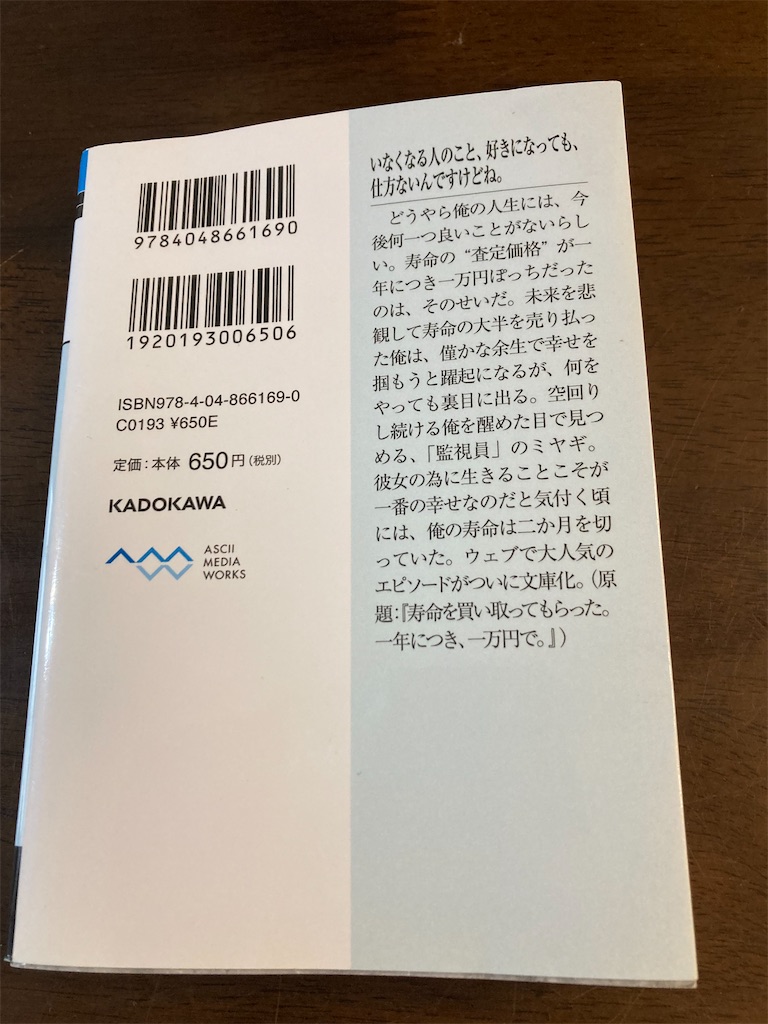 9784048661690
1920193006506
ISBN978-4-04-866169-0
C0193 ¥650E
定価：本体 650円（税別）
KADOKAWA
ASCII
MEDIA
WORKS
いなくなる人のこと、好きになっても、
仕方ないんですけどね。
どうやら俺の人生には、今
後何一つ良いことがないらし
い。寿命の“査定価格”が一
年につき一万円ぽっちだった
のは、そのせいだ。未来を悲
観して寿命の大半を売り払っ
た俺は、僅かな余生で幸せを
掴もうと躍起になるが、何を
やっても裏目に出る。空回り
し続ける俺を醒めた目で見つ
める、「監視員」のミヤギ。
彼女の為に生きることこそが
一番の幸せなのだと気付く頃
には、俺の寿命は二か月を切
っていた。ウェブで大人気の
エピソードがついに文庫化。（原
題：『寿命を買い取ってもらった。
一年につき、一万円で。』）